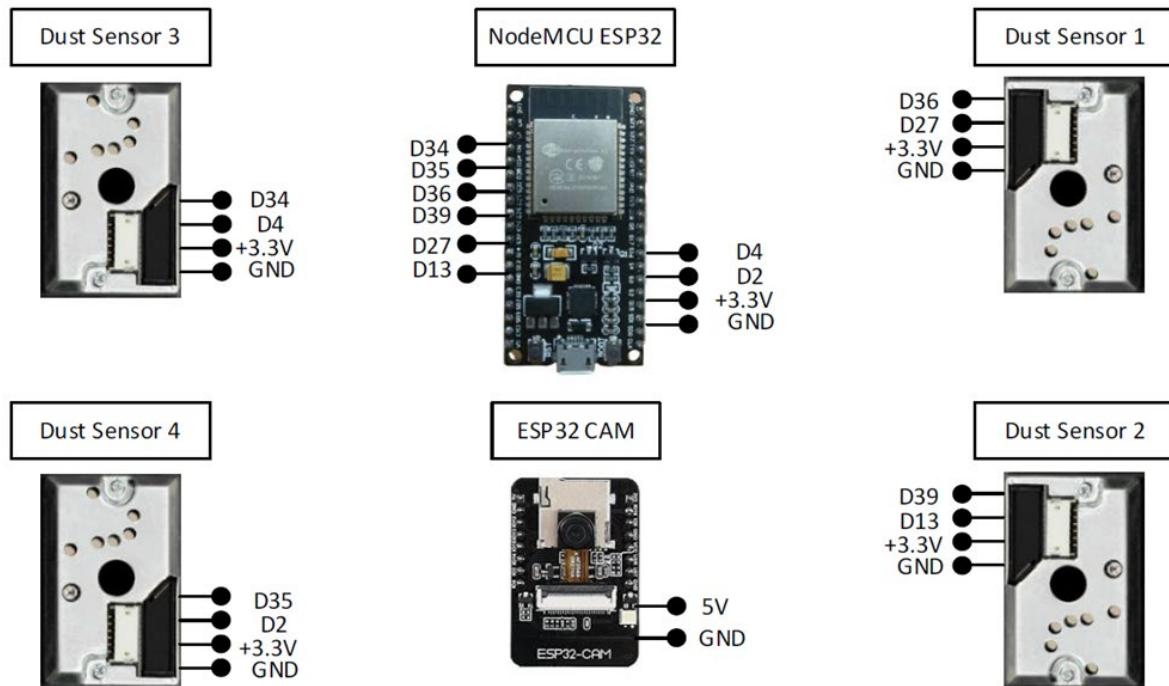 Dust Sensor 3
NodeMCU ESP32
Dust Sensor 1
D34
D4
+3.3V
GND
D34
D35
D36
D39
D27
D13
D4
D2
+3.3V
GND
D36
D27
+3.3V
GND
Dust Sensor 4
ESP32 CAM
Dust Sensor 2
D35
D2
+3.3V
GND
5V
GND
ESP32-CAM
D39
D13
+3.3V
GND